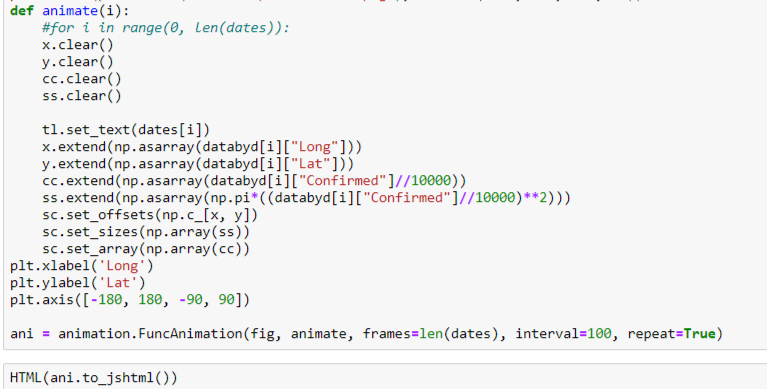 def animate(i):
    #for i in range(0, len(dates)):
    x.clear()
    y.clear()
    cc.clear()
    ss.clear()

    tl.set_text(dates[i])
    x.extend(np.asarray(databyd[i]["Long"]))
    y.extend(np.asarray(databyd[i]["Lat"]))
    cc.extend(np.asarray(databyd[i]["Confirmed"]//10000))
    ss.extend(np.asarray(np.pi*((databyd[i]["Confirmed"]//10000)**2)))
    sc.set_offsets(np.c_[x, y])
    sc.set_sizes(np.array(ss))
    sc.set_array(np.array(cc))
plt.xlabel('Long')
plt.ylabel('Lat')
plt.axis([-180, 180, -90, 90])

ani = animation.FuncAnimation(fig, animate, frames=len(dates), interval=100, repeat=True)

HTML(ani.to_jshtml())